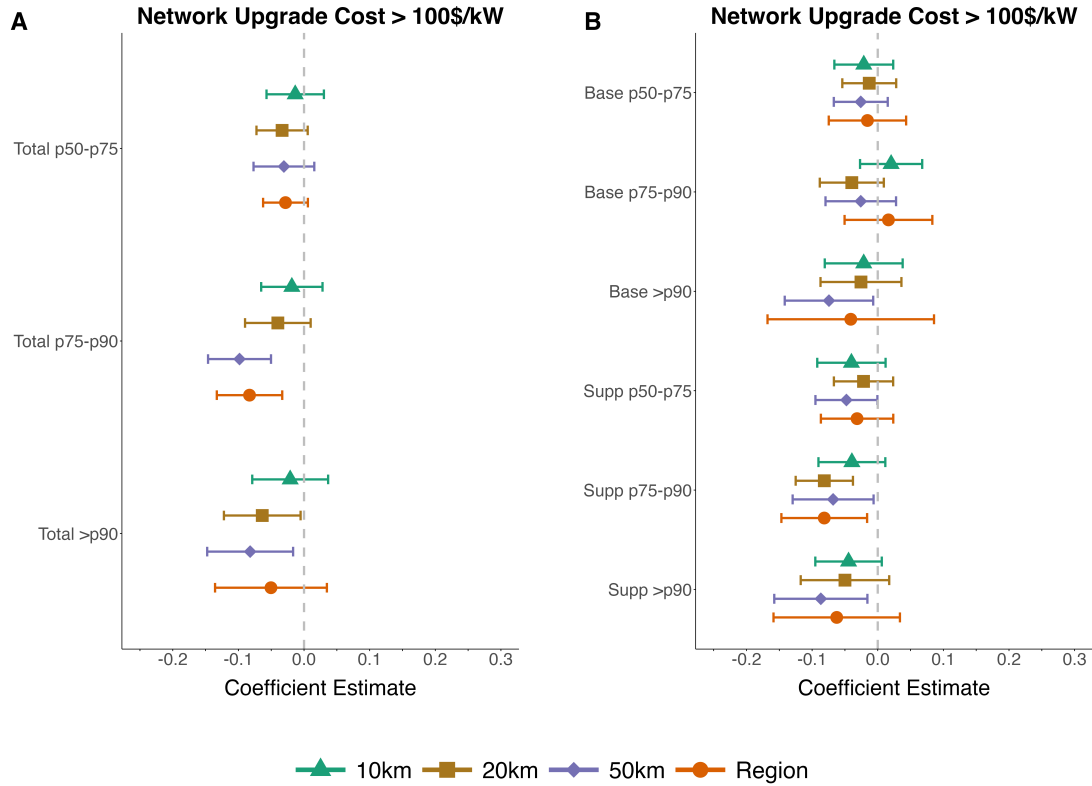 A
Network Upgrade Cost > 100$/kW
Total p50-p75
Total p75-p90
Total >p90
-0.2 -0.1 0.0 0.1 0.2 0.3
Coefficient Estimate
B
Network Upgrade Cost > 100$/kW
Base p50-p75
Base p75-p90
Base >p90
Supp p50-p75
Supp p75-p90
Supp >p90
-0.2 -0.1 0.0 0.1 0.2 0.3
Coefficient Estimate
10km 20km 50km Region